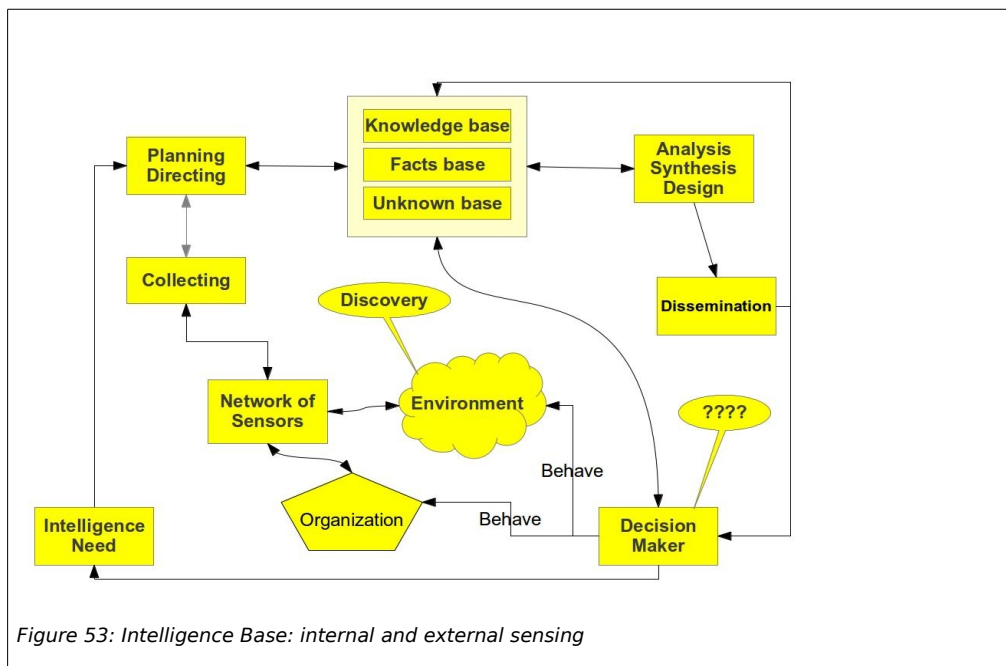 Knowledge base
Facts base
Unknown base
Planning
Directing
Analysis
Synthesis
Design
Collecting
Discovery
Dissemination
Network of
Sensors
Environment
????
Behave
Organization
Behave
Intelligence
Need
Decision
Maker
Figure 53: Intelligence Base: internal and external sensing